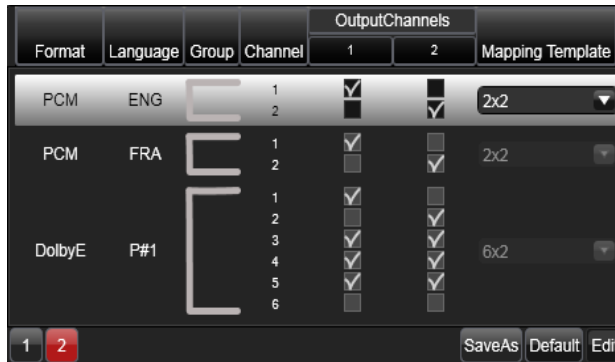 OutputChannels
Format Language Group Channel 1 2 Mapping Template
PCM ENG 1 2x2
2
PCM FRA 1 2x2
2
1
2
3
DolbyE P#1 4 6x2
5
6
1 2 SaveAs Default Edi